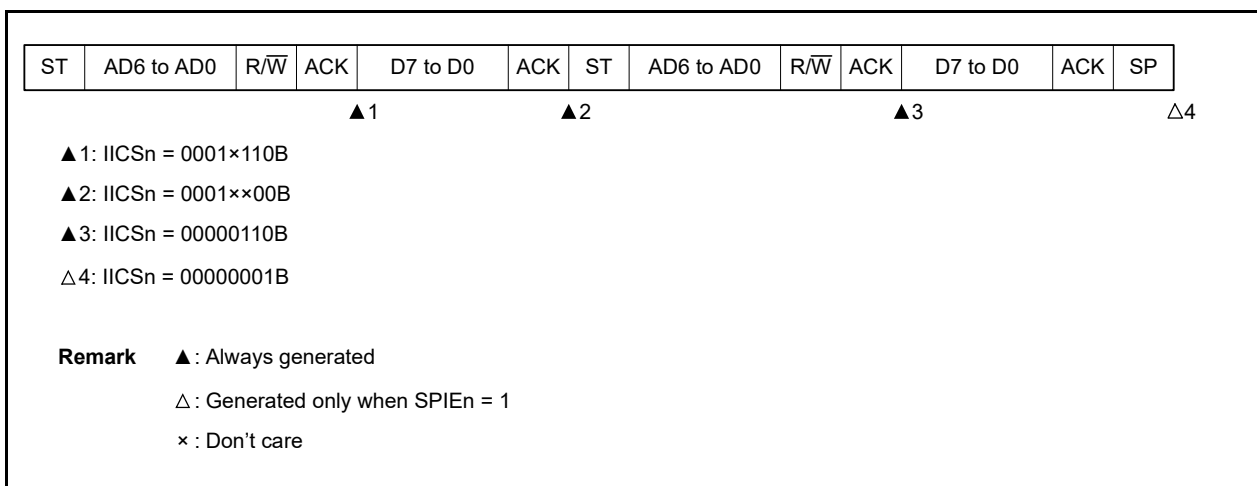 ST AD6 to AD0 R/W̅ ACK D7 to D0 ACK ST AD6 to AD0 R/W̅ ACK D7 to D0 ACK SP
▲1 ▲2 ▲3 △4
▲1: IICSn = 0001×110B
▲2: IICSn = 0001××00B
▲3: IICSn = 00000110B
△4: IICSn = 00000001B
Remark ▲: Always generated
△: Generated only when SPIEn = 1
×: Don’t care